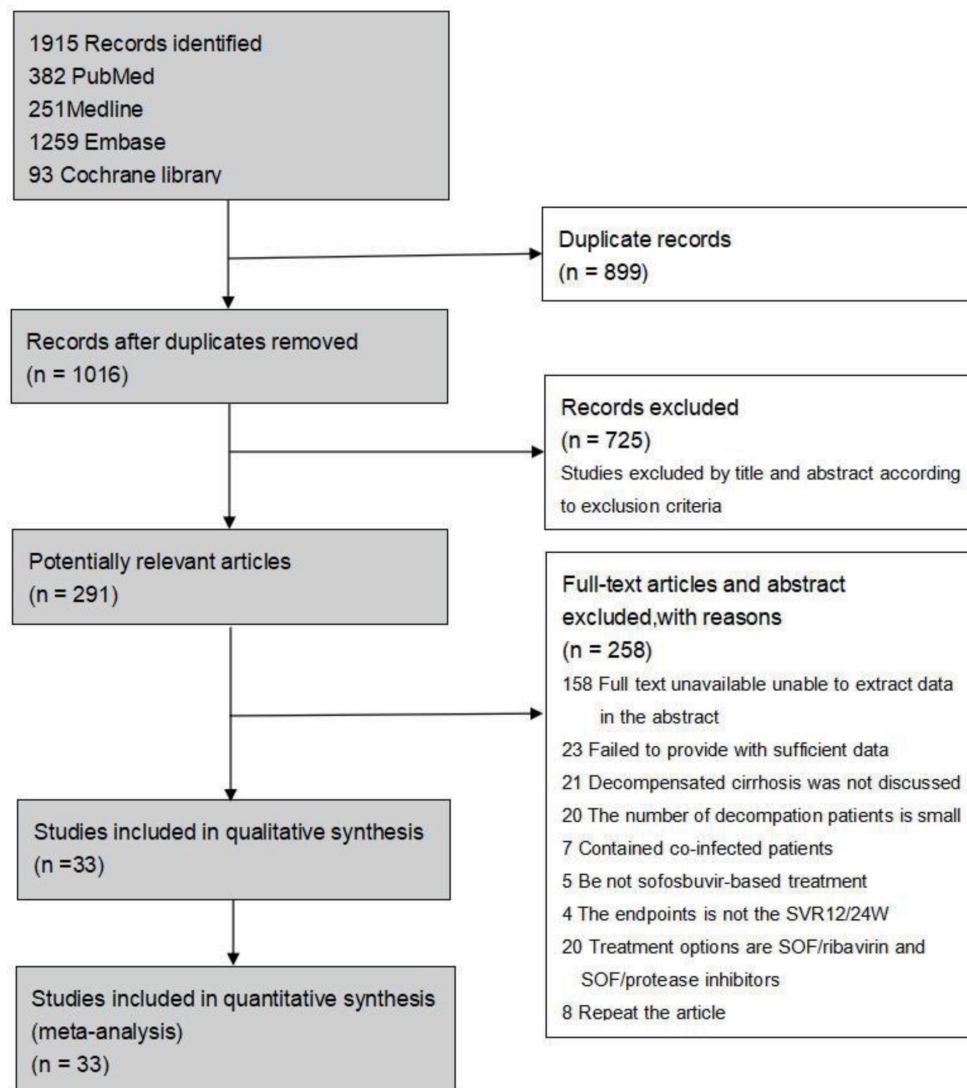 1915 Records identified
382 PubMed
251Medline
1259 Embase
93 Cochrane library
Duplicate records
(n = 899)
Records after duplicates removed
(n = 1016)
Records excluded
(n = 725)
Studies excluded by title and abstract according
to exclusion criteria
Potentially relevant articles
(n = 291)
Full-text articles and abstract
excluded,with reasons
(n = 258)
158 Full text unavailable unable to extract data
in the abstract
23 Failed to provide with sufficient data
21 Decompensated cirrhosis was not discussed
20 The number of decompation patients is small
7 Contained co-infected patients
5 Be not sofosbuvir-based treatment
4 The endpoints is not the SVR12/24W
20 Treatment options are SOF/ribavirin and
SOF/protease inhibitors
8 Repeat the article
Studies included in qualitative synthesis
(n =33)
Studies included in quantitative synthesis
(meta-analysis)
(n = 33)